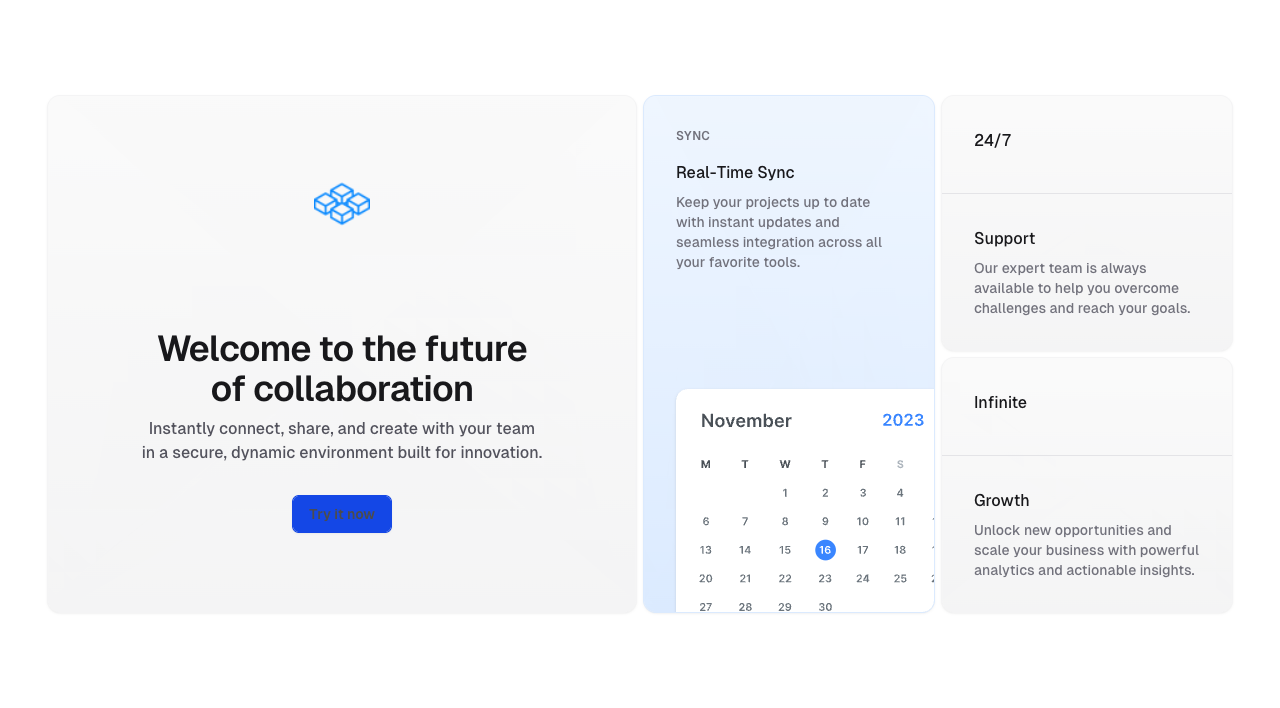 Welcome to the future
of collaboration
Instantly connect, share, and create with your team
in a secure, dynamic environment built for innovation.
Try it now
SYNC
Real-Time Sync
Keep your projects up to date
with instant updates and
seamless integration across all
your favorite tools.
November 2023
M T W T F S
1 2 3 4
6 7 8 9 10 11
13 14 15 16 17 18
20 21 22 23 24 25
27 28 29 30
24/7
Support
Our expert team is always
available to help you overcome
challenges and reach your goals.
Infinite
Growth
Unlock new opportunities and
scale your business with powerful
analytics and actionable insights.